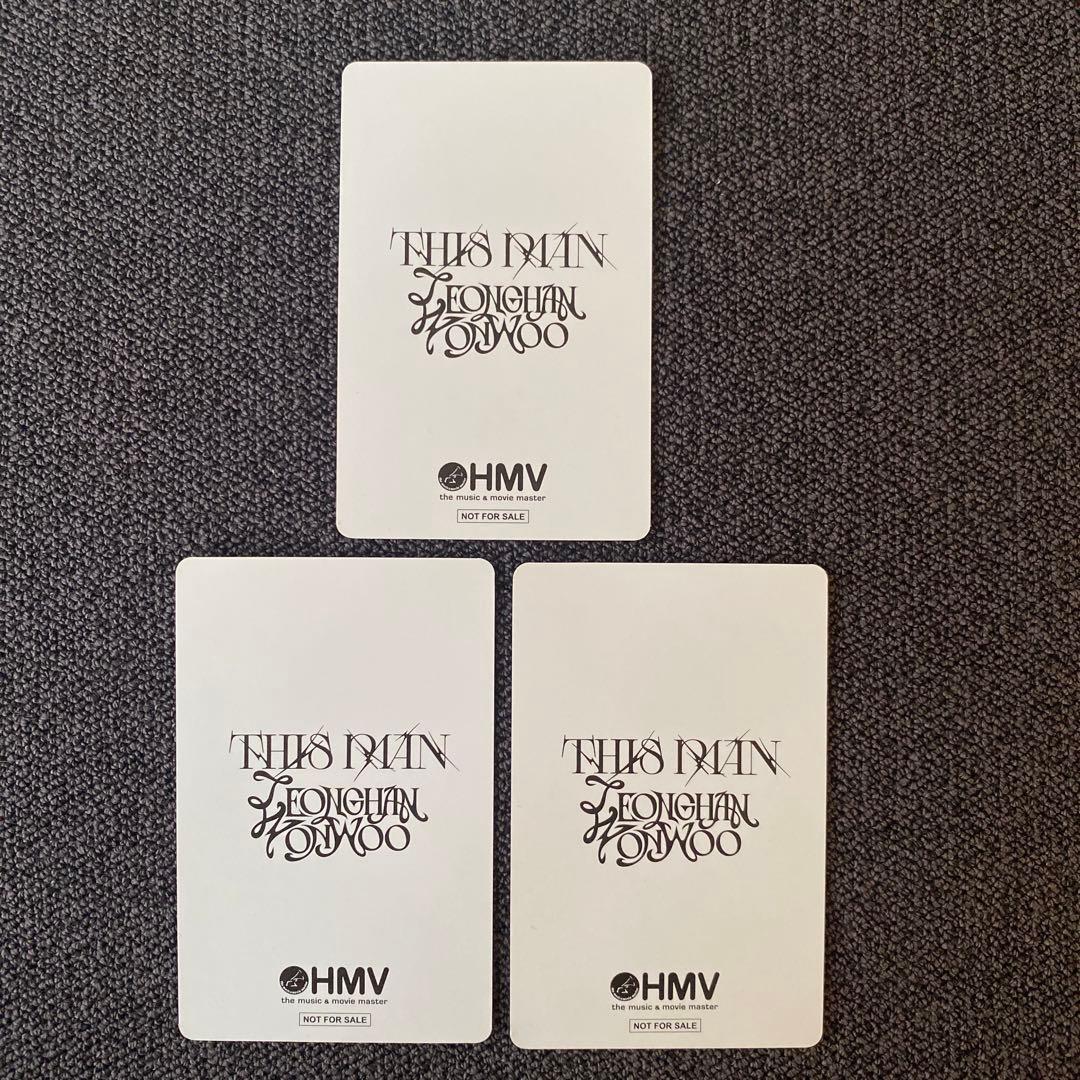 THIS MAN
JEONGHAN
WONWOO
HMV
the music & movie master
NOT FOR SALE
THIS MAN
JEONGHAN
WONWOO
HMV
the music & movie master
NOT FOR SALE
THIS MAN
JEONGHAN
WONWOO
HMV
the music & movie master
NOT FOR SALE